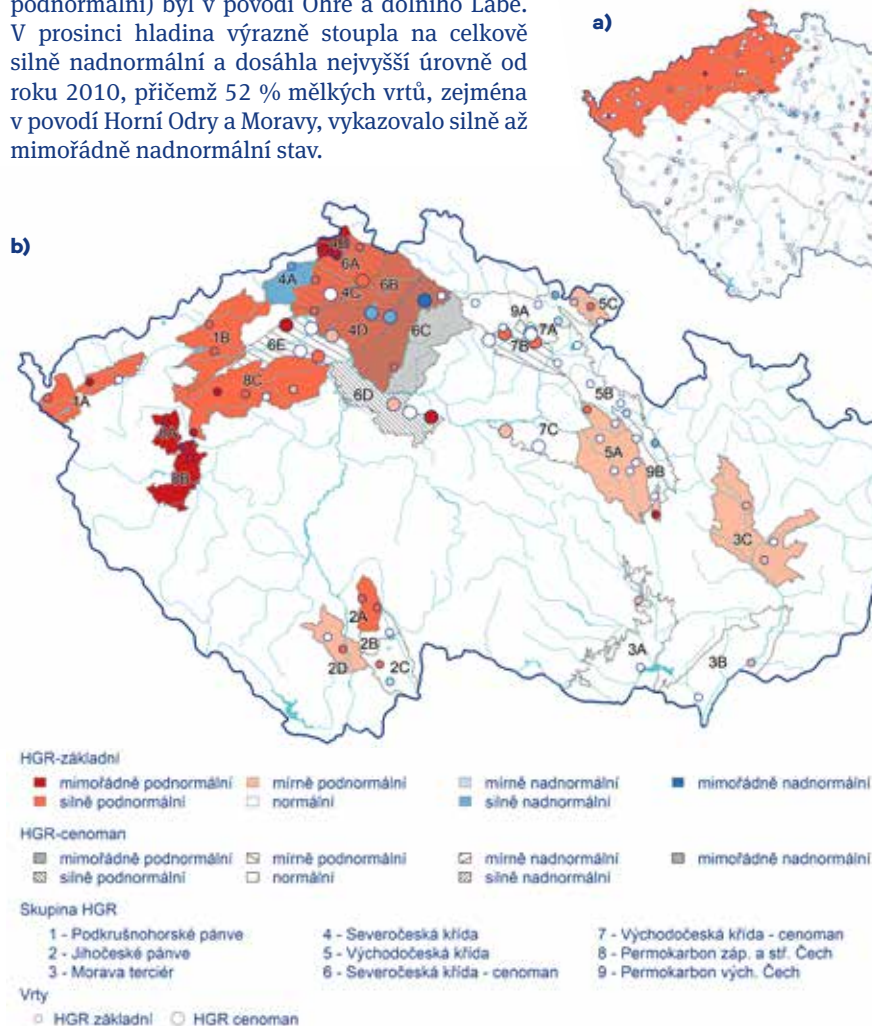 podnormální) byl v povodí Ohře a dolního Labe.
V prosinci hladina výrazně stoupla na celkově
silně nadnormální a dosáhla nejvyšší úrovně od
roku 2010, přičemž 52 % mělkých vrtů, zejména
v povodí Horní Odry a Moravy, vykazovalo silně až
mimořádně nadnormální stav.
a)
b)
4B
6A
4A
6B
5C
4C
9A
7A
1B
4D
6C
7B
6E
8C
5B
1A
6D
7C
5A
9B
8B
3C
2A
2B
3A
3B
2D
2C
HGR-základní
mimořádně podnormální mírně podnormální mírně nadnormální mimořádně nadnormální
silně podnormální normální silně nadnormální
HGR-cenoman
mimořádně podnormální mírně podnormální mírně nadnormální mimořádně nadnormální
silně podnormální normální silně nadnormální
Skupina HGR
1 - Podkrušnohorské pánve 4 - Severočeská křída 7 - Východočeská křída - cenoman
2 - Jihočeské pánve 5 - Východočeská křída 8 - Permokarbon záp. a stř. Čech
3 - Morava terciér 6 - Severočeská křída - cenoman 9 - Permokarbon vých. Čech
Vrty
HGR základní HGR cenoman